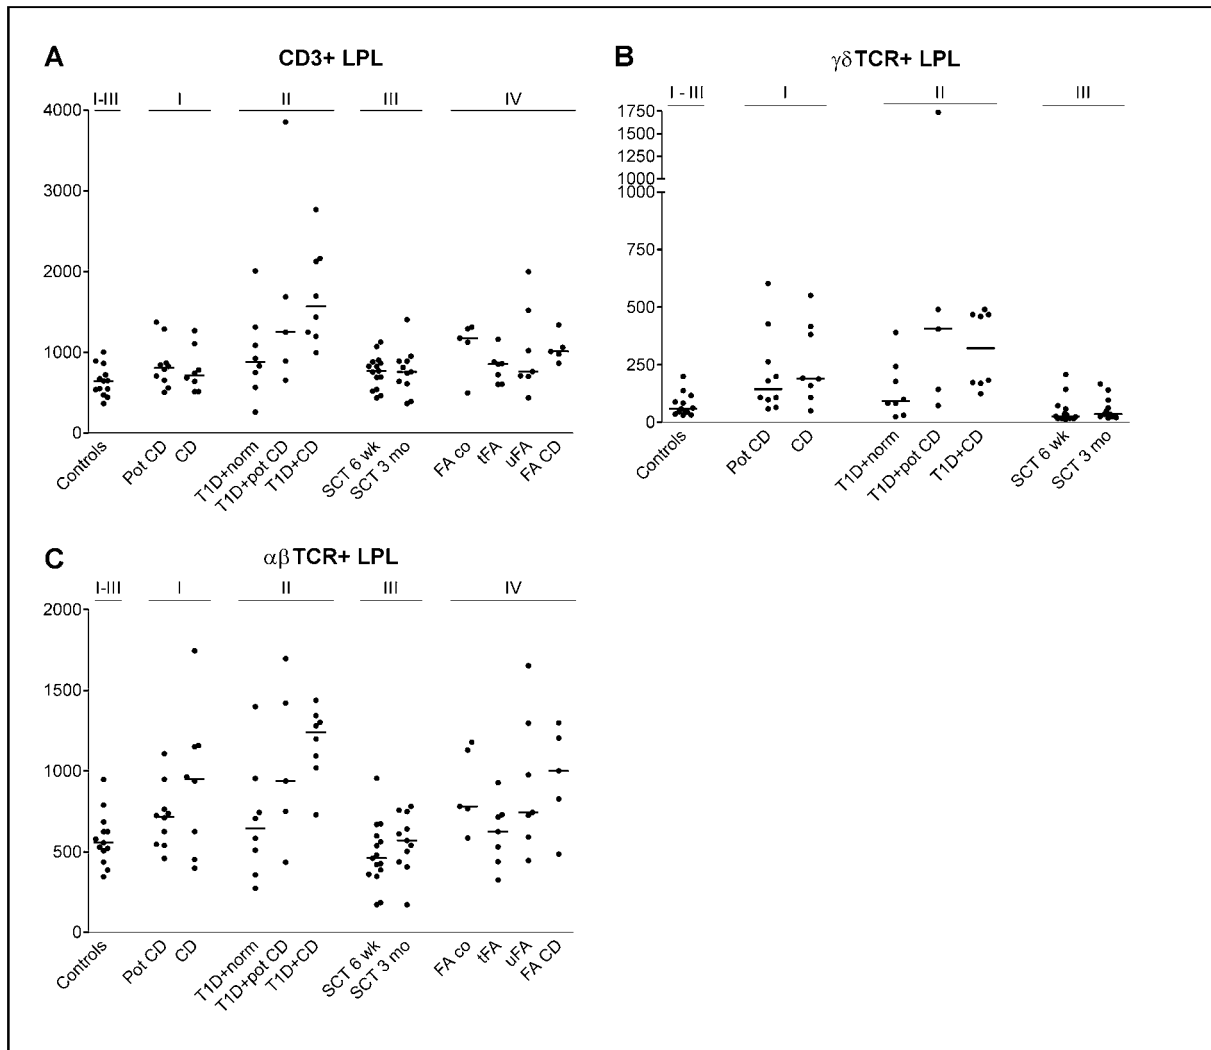 A
CD3+ LPL
I-III I II III IV
4000
3000
2000
1000
0
Controls
Pot CD
CD
T1D+norm
T1D+pot CD
T1D+CD
SCT 6 wk
SCT 3 mo
FA co
tFA
uFA
FA CD
B
γδ TCR+ LPL
I - III I II III
1750
1500
1250
1000
1000
750
500
250
0
Controls
Pot CD
CD
T1D+norm
T1D+pot CD
T1D+CD
SCT 6 wk
SCT 3 mo
C
αβ TCR+ LPL
I-III I II III IV
2000
1500
1000
500
0
Controls
Pot CD
CD
T1D+norm
T1D+pot CD
T1D+CD
SCT 6 wk
SCT 3 mo
FA co
tFA
uFA
FA CD